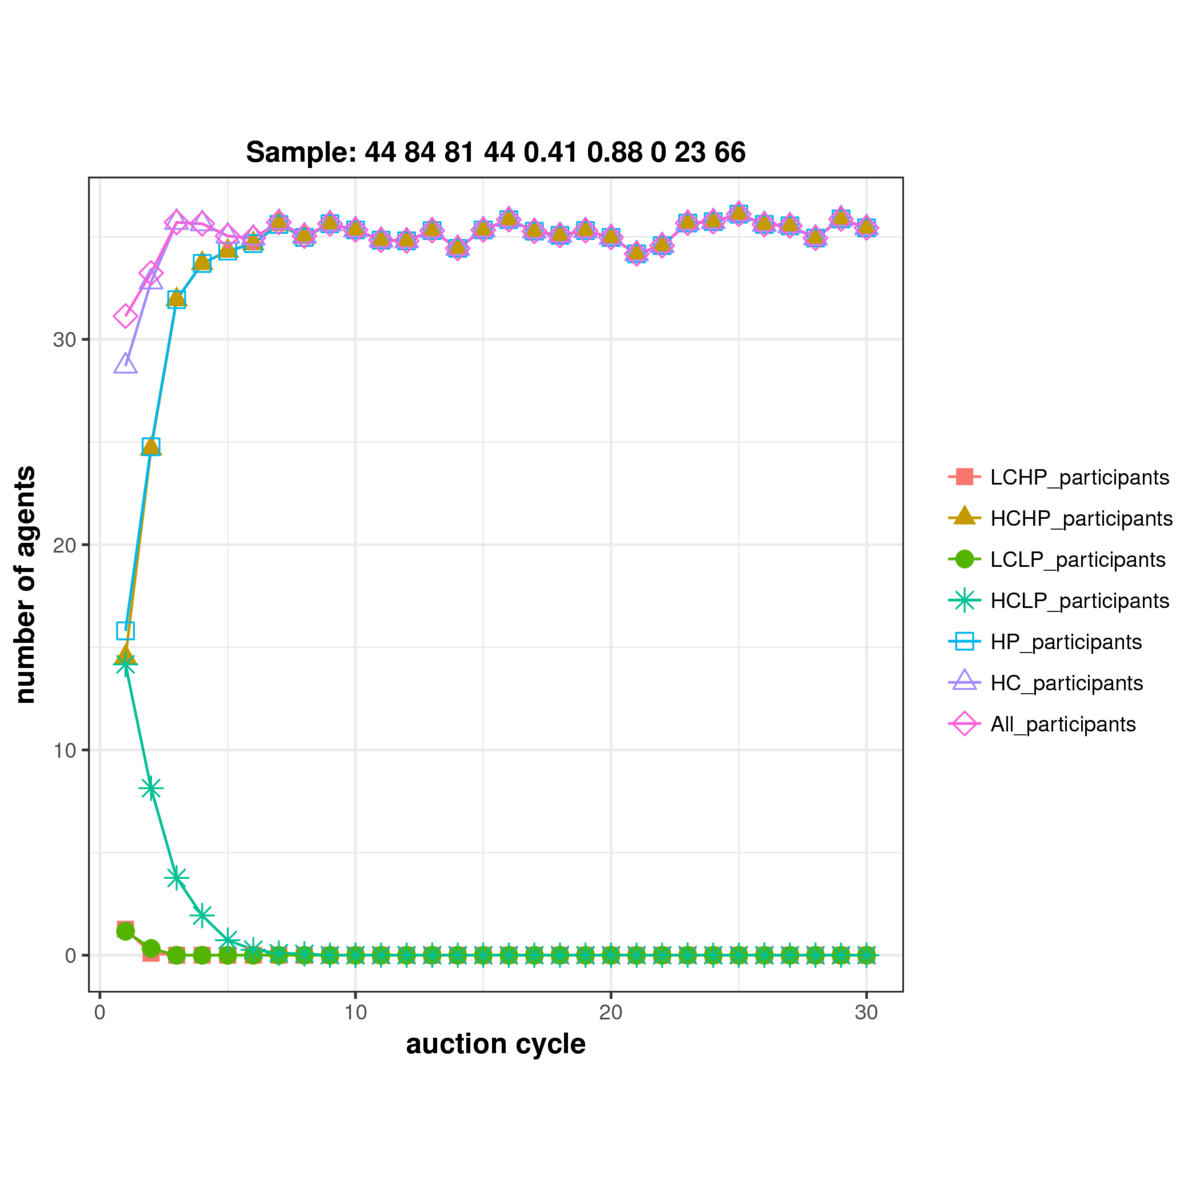 Sample: 44 84 81 44 0.41 0.88 0 23 66
number of agents
30
20
10
0
0 10 20 30
auction cycle
LCHP_participants
HCHP_participants
LCLP_participants
HCLP_participants
HP_participants
HC_participants
All_participants